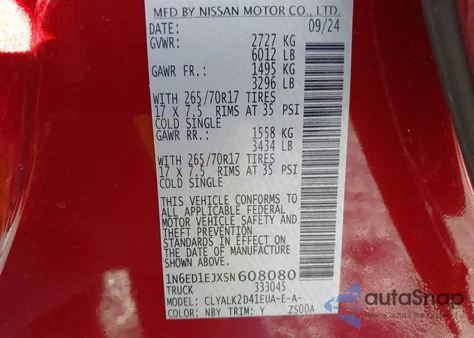 MFD BY NISSAN MOTOR CO., LTD.
DATE: 09/24
GVWR: 2727 KG
6012 LB
GAWR FR.: 1495 KG
3296 LB
WITH 265/70R17 TIRES
17 X 7.5 RIMS AT 35 PSI
COLD SINGLE
GAWR RR.: 1558 KG
3434 LB
WITH 265/70R17 TIRES
17 X 7.5 RIMS AT 35 PSI
COLD SINGLE
THIS VEHICLE CONFORMS TO
ALL APPLICABLE FEDERAL
MOTOR VEHICLE SAFETY AND
THEFT PREVENTION
STANDARDS IN EFFECT ON THE
DATE OF MANUFACTURE
SHOWN ABOVE.
1N6ED1EJXSN608080
TRUCK 333045
MODEL: CLYALK2D41EUA-E-A-
COLOR: NBY TRIM: Y ZS00A
autoSnap